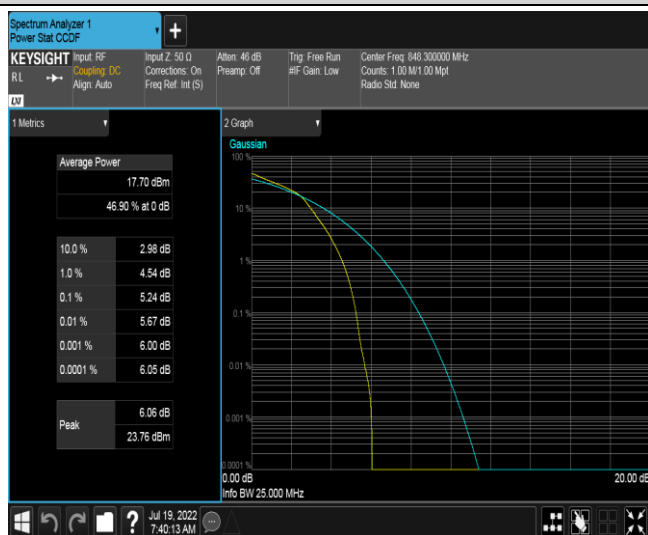 Spectrum Analyzer 1
Power Stat CCDF
+
KEYSIGHT
RL
LXI
Input: RF
Coupling: DC
Align: Auto
Input Z: 50 Ω
Corrections: On
Freq Ref: Int (S)
Atten: 46 dB
Preamp: Off
Trig: Free Run
#IF Gain: Low
Center Freq: 848.300000 MHz
Counts: 1.00 M/1.00 Mpt
Radio Std: None
1 Metrics
Average Power
17.70 dBm
46.90 % at 0 dB
10.0 % 2.98 dB
1.0 % 4.54 dB
0.1 % 5.24 dB
0.01 % 5.67 dB
0.001 % 6.00 dB
0.0001 % 6.05 dB
Peak
6.06 dB
23.76 dBm
2 Graph
Gaussian
100 %
10 %
1 %
0.1 %
0.01 %
0.001 %
0.0001 %
0.00 dB
20.00 dB
Info BW 25.000 MHz
?
Jul 19, 2022
7:40:13 AM